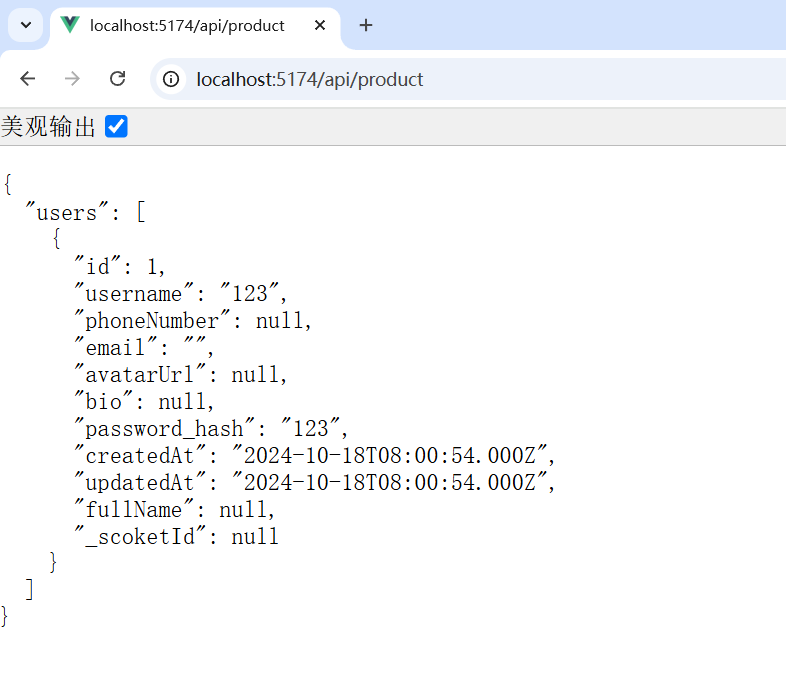 localhost:5174/api/product
localhost:5174/api/product
美观输出
{
  "users": [
    {
      "id": 1,
      "username": "123",
      "phoneNumber": null,
      "email": "",
      "avatarUrl": null,
      "bio": null,
      "password_hash": "123",
      "createdAt": "2024-10-18T08:00:54.000Z",
      "updatedAt": "2024-10-18T08:00:54.000Z",
      "fullName": null,
      "_scoketId": null
    }
  ]
}